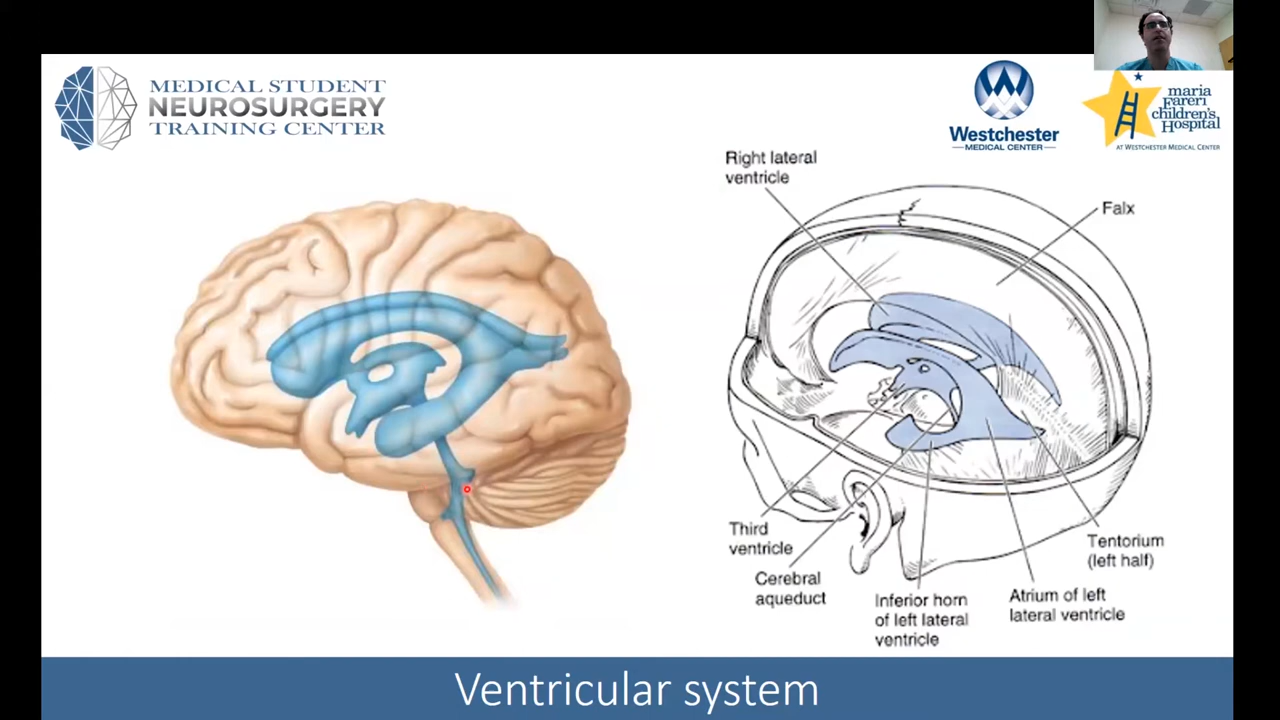 MEDICAL STUDENT
NEUROSURGERY
TRAINING CENTER
Westchester
MEDICAL CENTER
maria
Fareri
children's
Hospital
AT WESTCHESTER MEDICAL CENTER
Right lateral
ventricle
Falx
Third
ventricle
Cerebral
aqueduct
Inferior horn
of left lateral
ventricle
Atrium of left
lateral ventricle
Tentorium
(left half)
Ventricular system